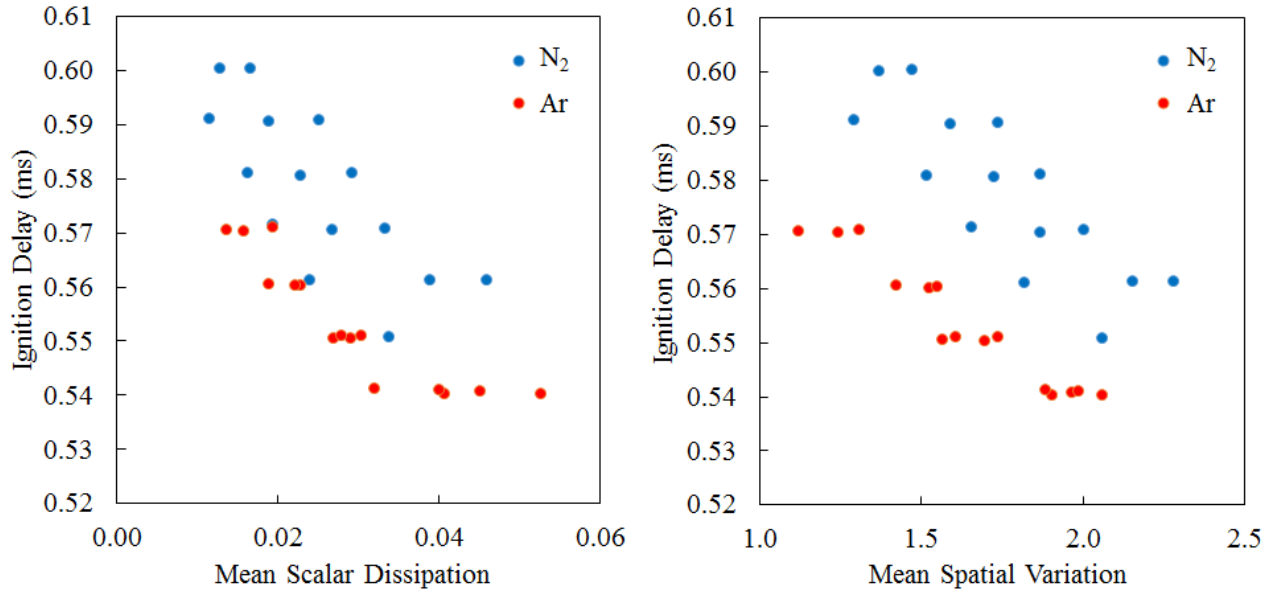 0.61
0.60
0.59
0.58
0.57
0.56
0.55
0.54
0.53
0.52
Ignition Delay (ms)
N₂
Ar
0.00 0.02 0.04 0.06
Mean Scalar Dissipation
0.61
0.60
0.59
0.58
0.57
0.56
0.55
0.54
0.53
0.52
Ignition Delay (ms)
N₂
Ar
1.0 1.5 2.0 2.5
Mean Spatial Variation